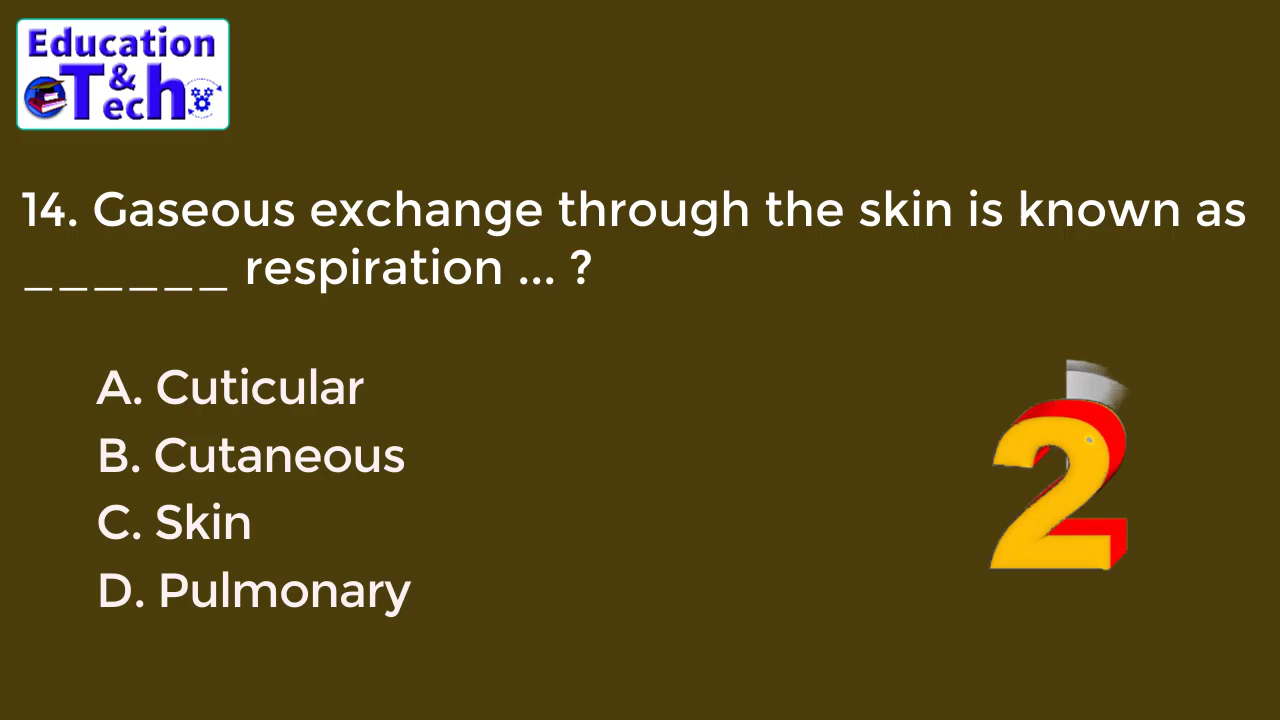 Education
& Tech
14. Gaseous exchange through the skin is known as
______ respiration ... ?
A. Cuticular
B. Cutaneous
C. Skin
D. Pulmonary
2